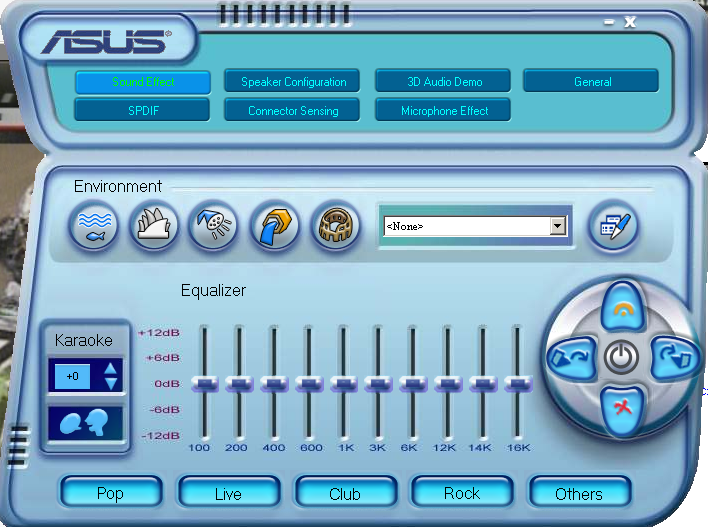 ASUS®
Sound Effect Speaker Configuration 3D Audio Demo General
SPDIF Connector Sensing Microphone Effect
Environment
<None>
Equalizer
Karaoke
+0
+12dB
+6dB
0dB
-6dB
-12dB
100 200 400 600 1K 3K 6K 12K 14K 16K
Pop Live Club Rock Others